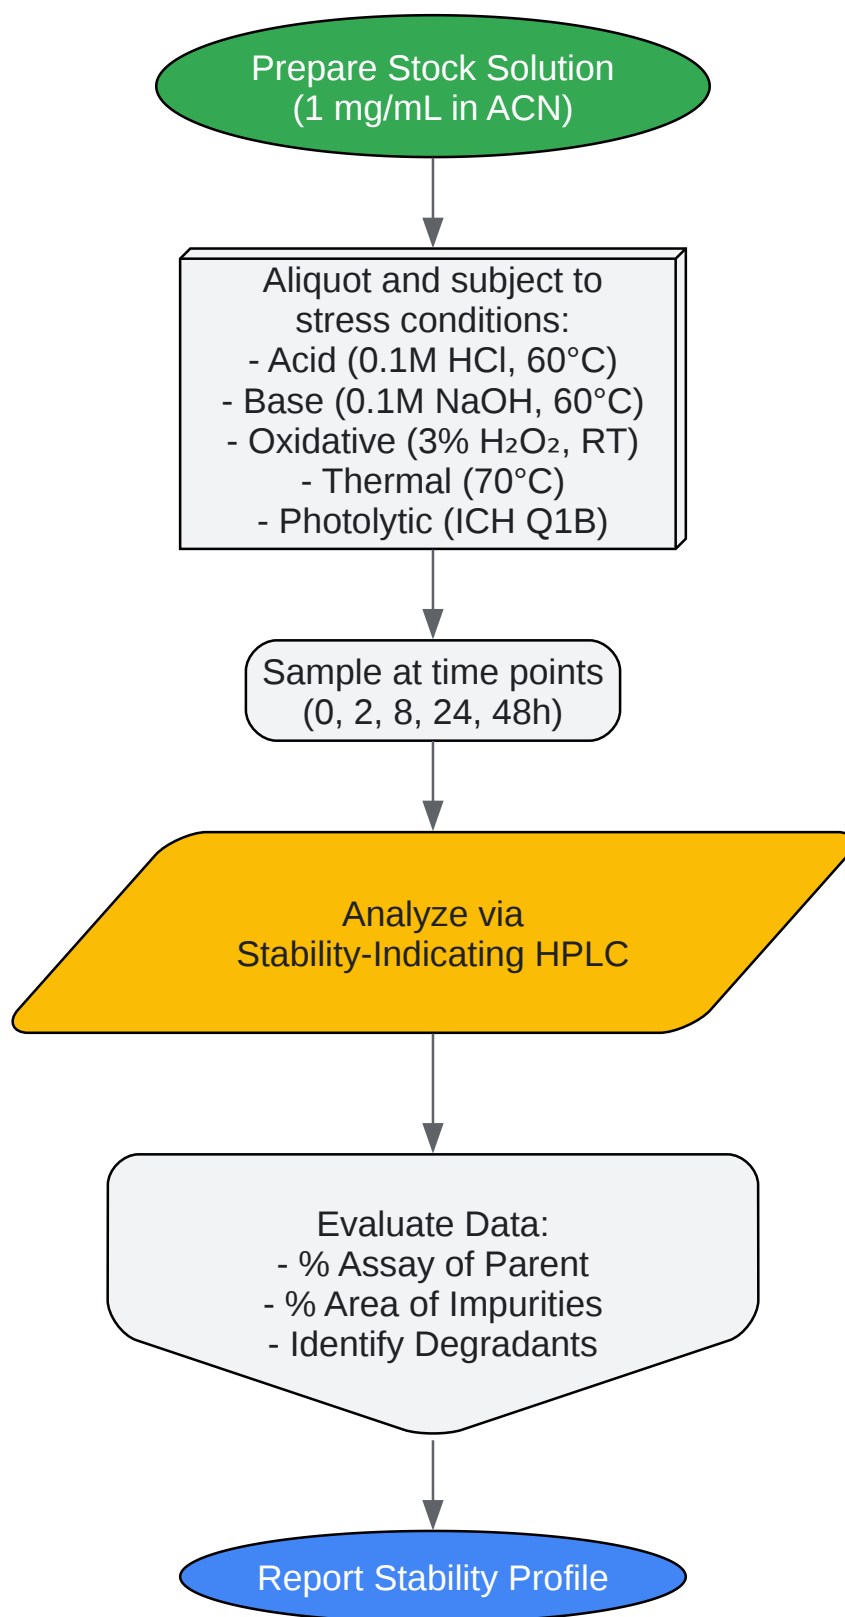 Prepare Stock Solution
(1 mg/mL in ACN)
Aliquot and subject to
stress conditions:
- Acid (0.1M HCl, 60°C)
- Base (0.1M NaOH, 60°C)
- Oxidative (3% H₂O₂, RT)
- Thermal (70°C)
- Photolytic (ICH Q1B)
Sample at time points
(0, 2, 8, 24, 48h)
Analyze via
Stability-Indicating HPLC
Evaluate Data:
- % Assay of Parent
- % Area of Impurities
- Identify Degradants
Report Stability Profile